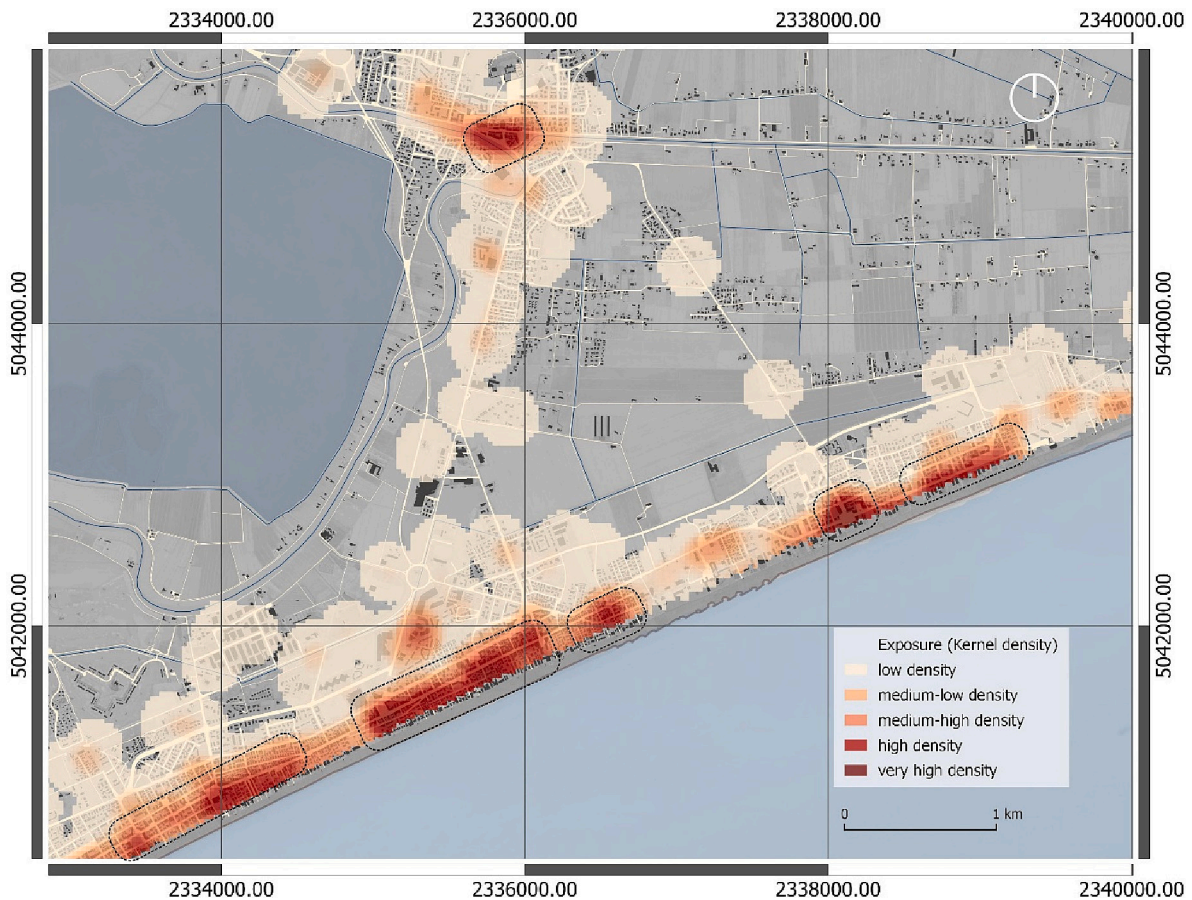 2334000.00 2336000.00 2338000.00 2340000.00
5044000.00 5044000.00
5042000.00 5042000.00
Exposure (Kernel density)
low density
medium-low density
medium-high density
high density
very high density
0 1 km
2334000.00 2336000.00 2338000.00 2340000.00